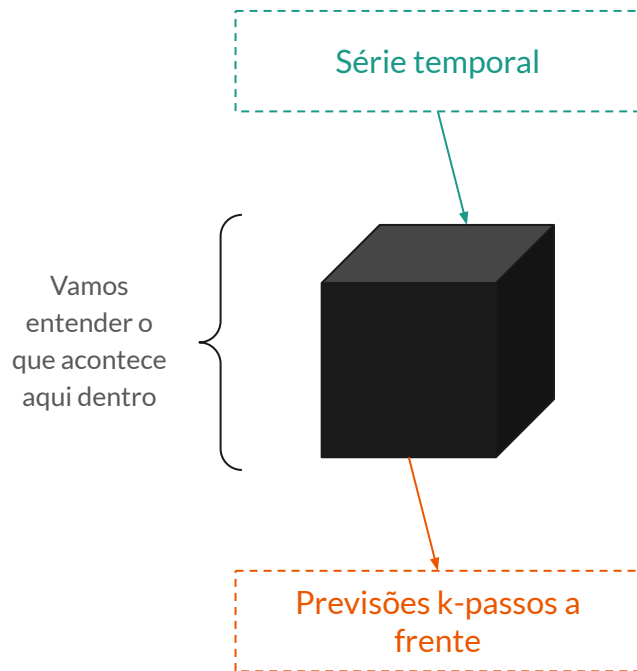 Série temporal
Vamos
entender o
que acontece
aqui dentro
Previsões k-passos a
frente